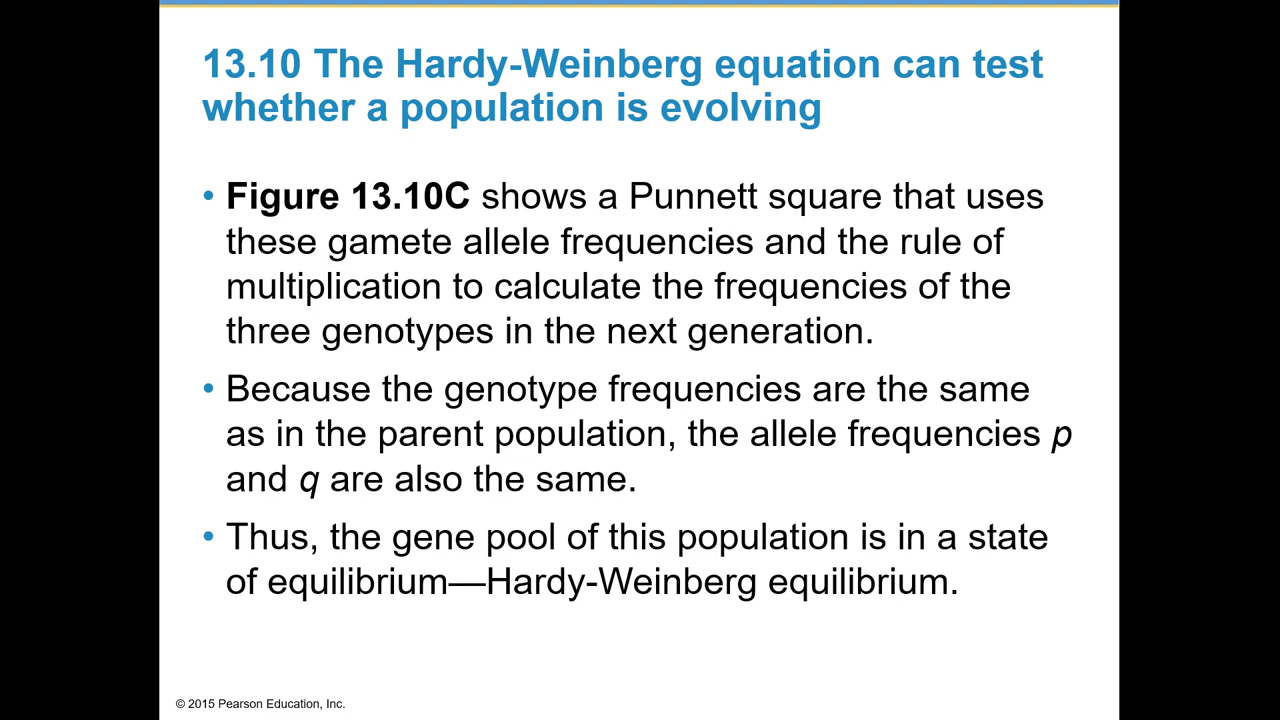 13.10 The Hardy-Weinberg equation can test
whether a population is evolving
• Figure 13.10C shows a Punnett square that uses
these gamete allele frequencies and the rule of
multiplication to calculate the frequencies of the
three genotypes in the next generation.
• Because the genotype frequencies are the same
as in the parent population, the allele frequencies p
and q are also the same.
• Thus, the gene pool of this population is in a state
of equilibrium—Hardy-Weinberg equilibrium.
© 2015 Pearson Education, Inc.